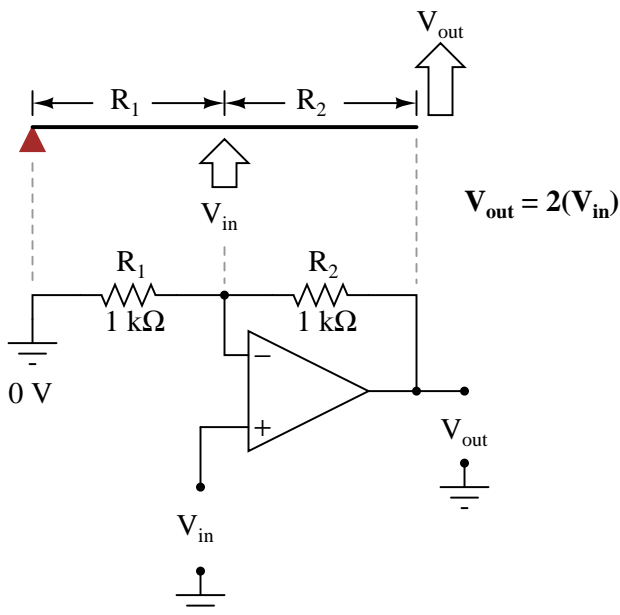 V_out
R_1 R_2
V_in
V_out = 2(V_in)
R_1 R_2
1 kΩ 1 kΩ
−
0 V
+
V_out
V_in